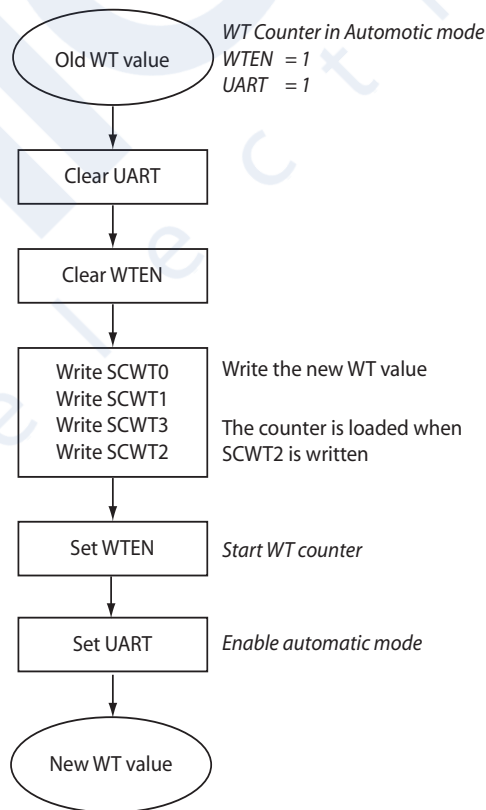 Old WT value
WT Counter in Automotic mode
WTEN = 1
UART = 1
Clear UART
Clear WTEN
Write SCWT0
Write SCWT1
Write SCWT3
Write SCWT2
Write the new WT value
The counter is loaded when
SCWT2 is written
Set WTEN
Start WT counter
Set UART
Enable automatic mode
New WT value